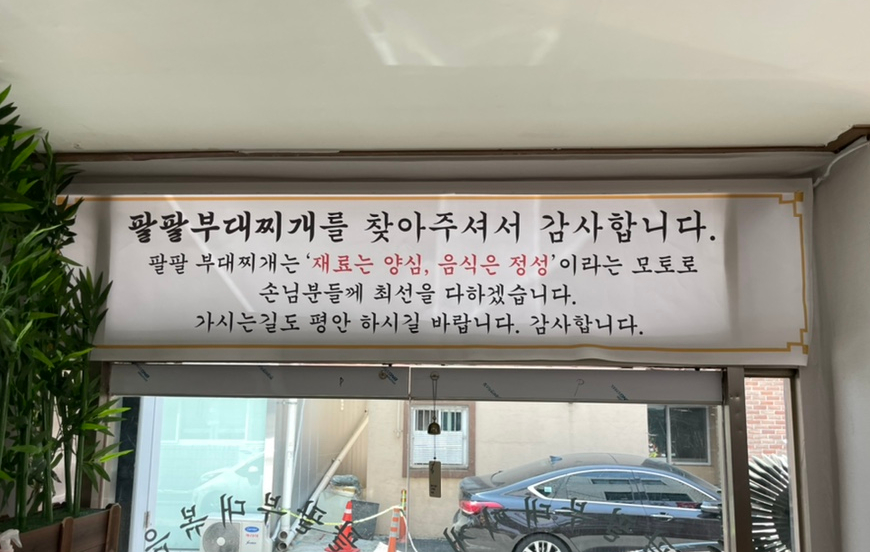 팔팔부대찌개를 찾아주셔서 감사합니다.
팔팔 부대찌개는 '재료는 양심, 음식은 정성'이라는 모토로
손님분들께 최선을 다하겠습니다.
가시는길도 평안 하시길 바랍니다. 감사합니다.
부대볶